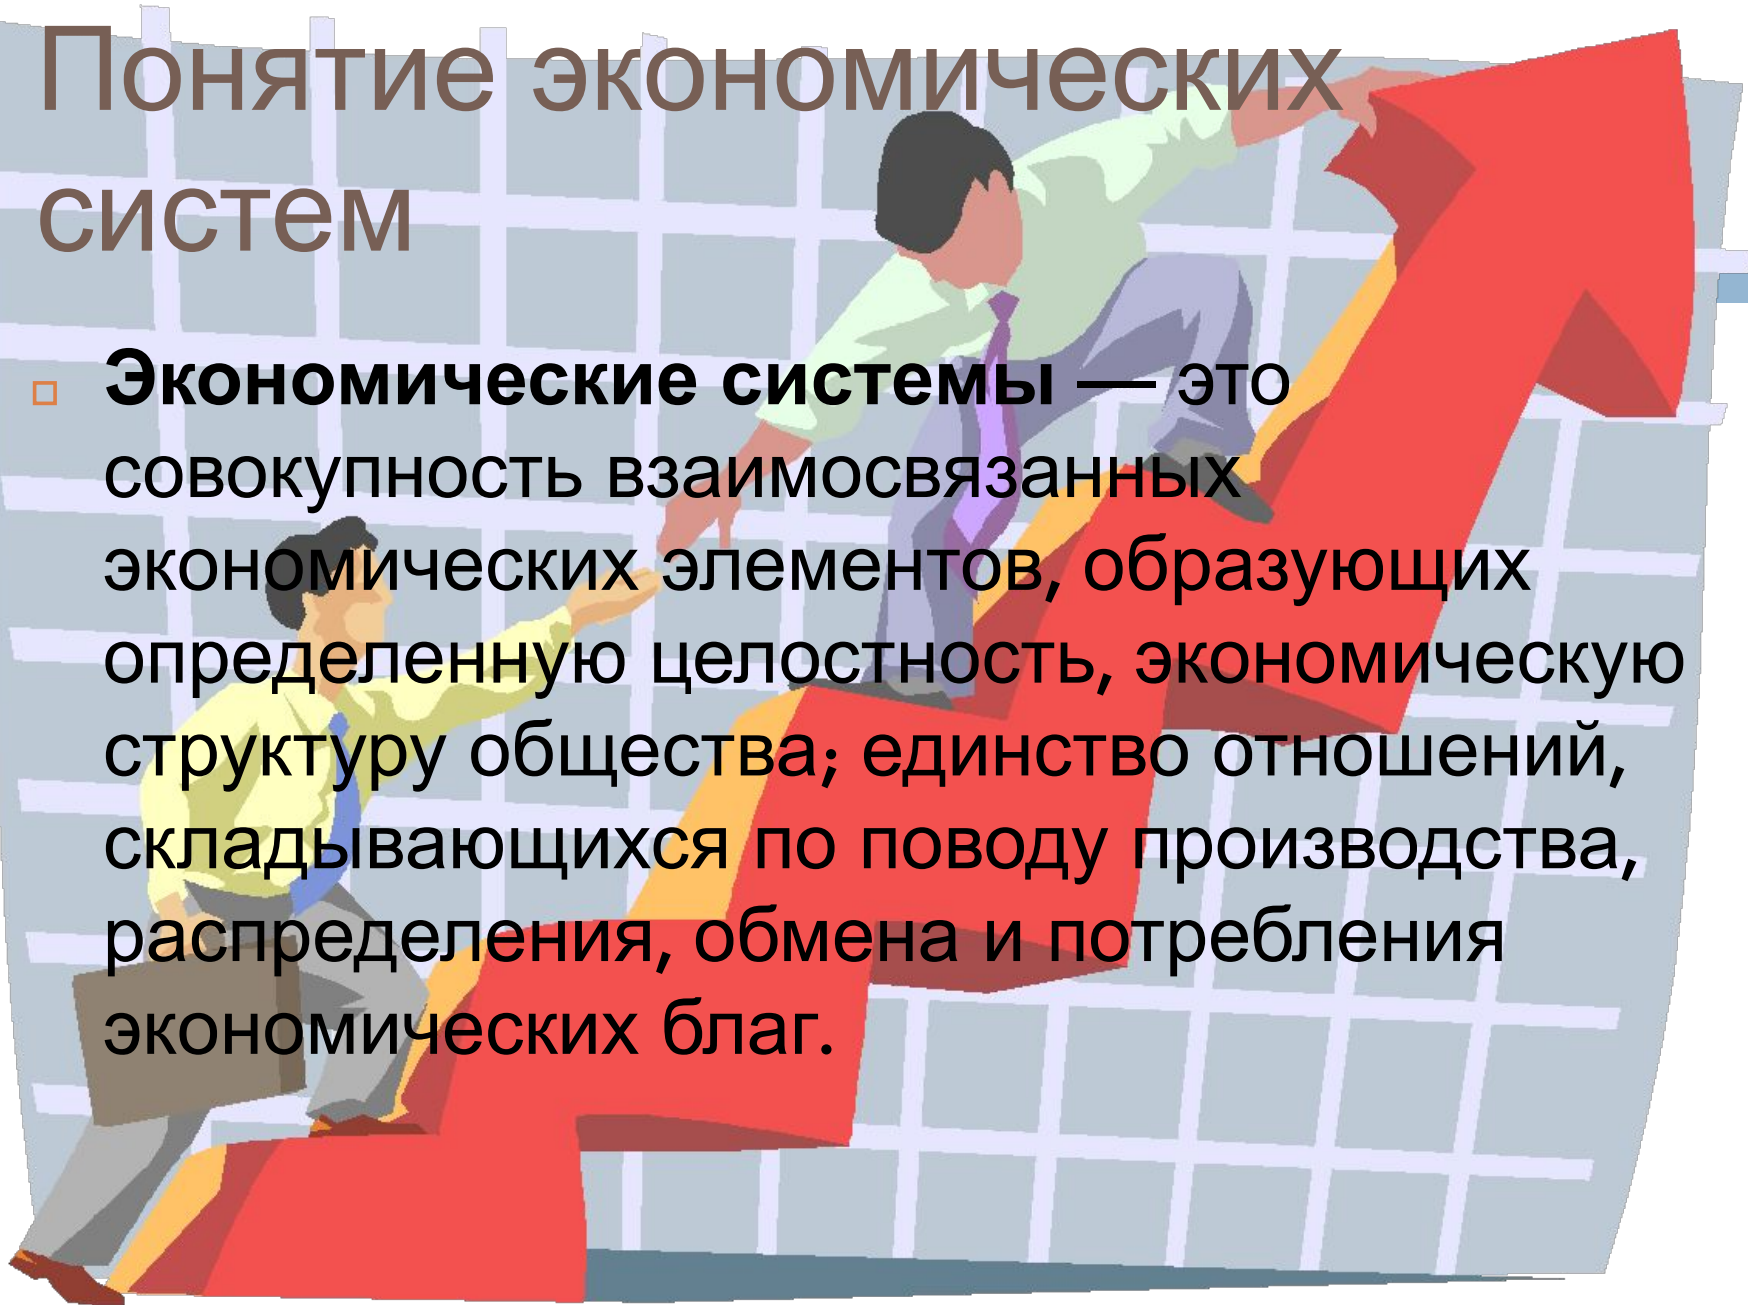 Понятие экономических
систем
Экономические системы — это
совокупность взаимосвязанных
экономических элементов, образующих
определенную целостность, экономическую
структуру общества; единство отношений,
складывающихся по поводу производства,
распределения, обмена и потребления
экономических благ.